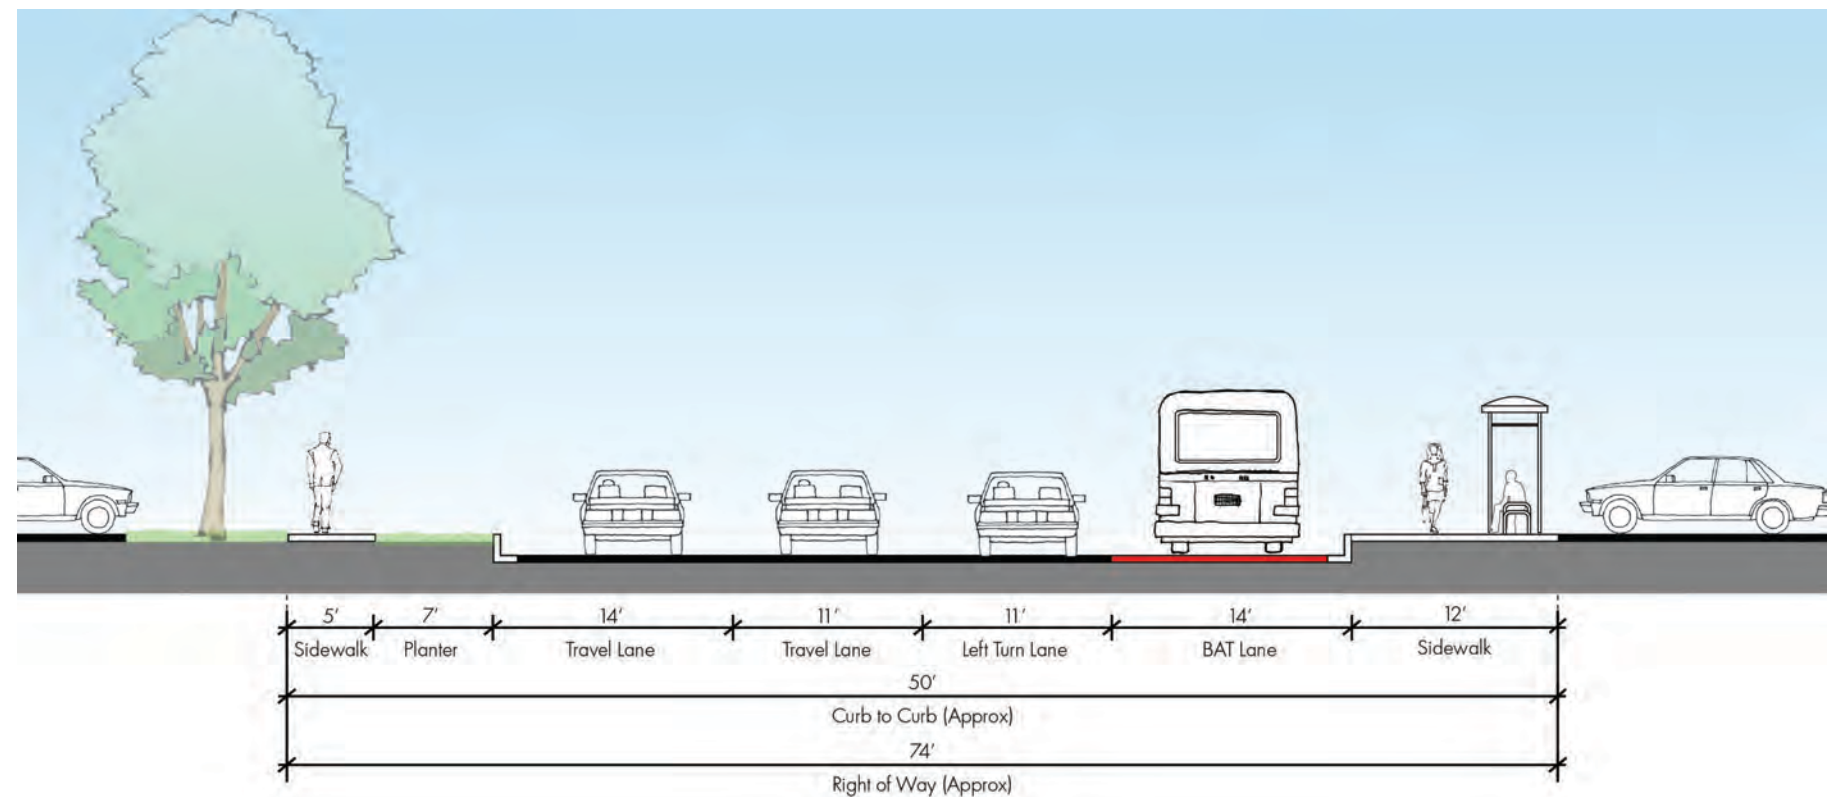 5′ 7′ 14′ 11′ 11′ 14′ 12′
Sidewalk Planter Travel Lane Travel Lane Left Turn Lane BAT Lane Sidewalk
50′
Curb to Curb (Approx)
74′
Right of Way (Approx)